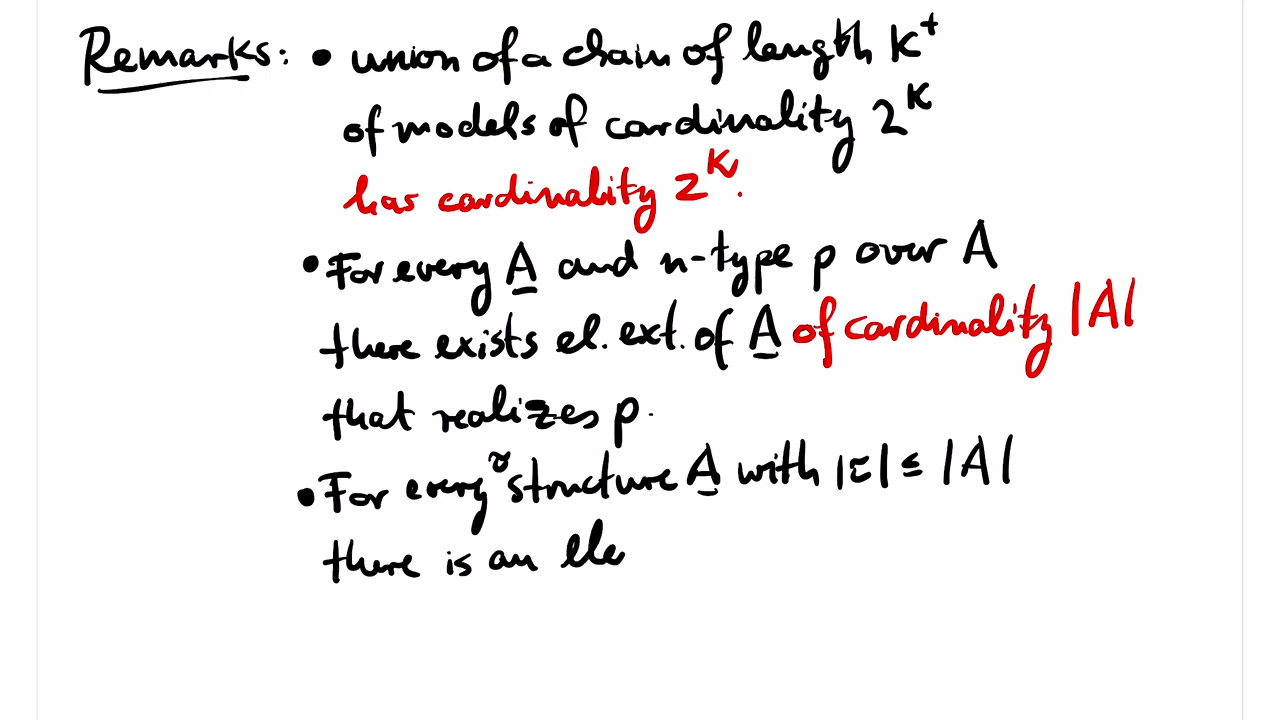 Remarks: • union of a chain of length κ⁺
of models of cardinality 2^κ
has cardinality 2^κ.
• For every A̲ and n-type p over A
there exists el. ext. of A̲ of cardinality |A|
that realizes p.
• For every τ structure A̲ with |τ| ≤ |A|
there is an ele